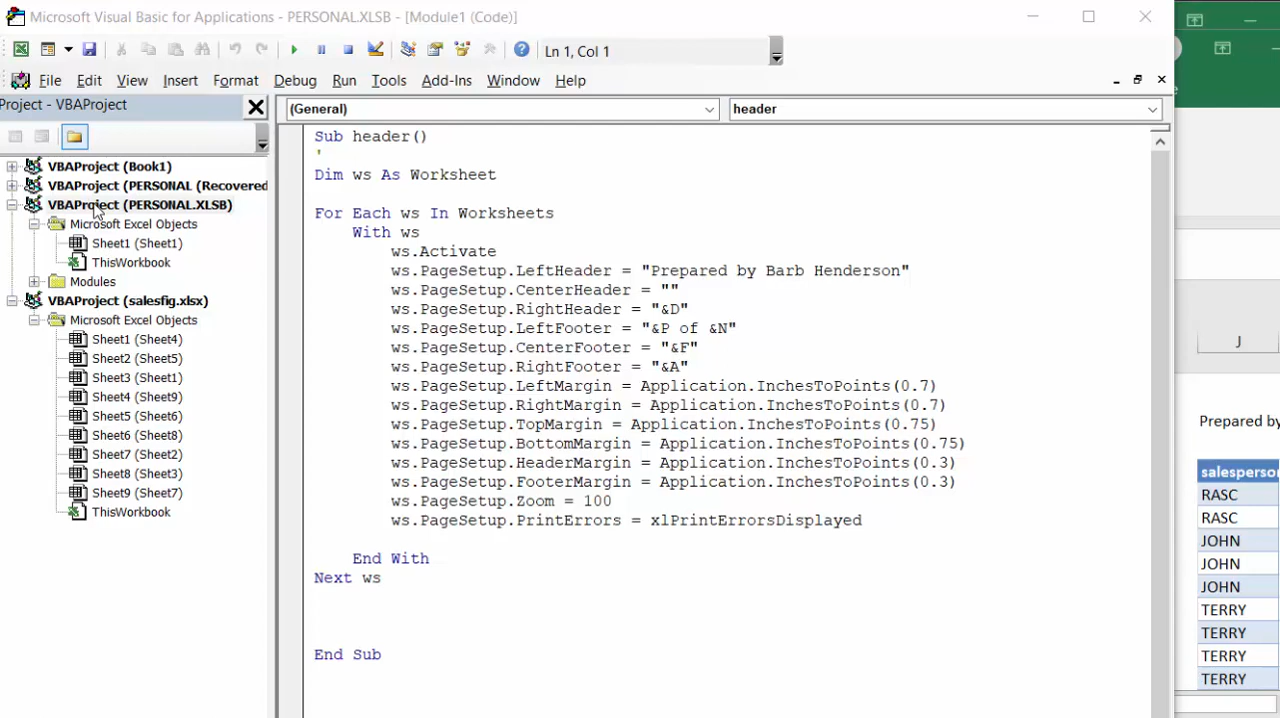 Microsoft Visual Basic for Applications - PERSONAL.XLSB - [Module1 (Code)]
Ln 1, Col 1
File Edit View Insert Format Debug Run Tools Add-Ins Window Help
Project - VBAProject
(General) header
VBAProject (Book1)
VBAProject (PERSONAL (Recovered
VBAProject (PERSONAL.XLSB)
Microsoft Excel Objects
Sheet1 (Sheet1)
ThisWorkbook
Modules
VBAProject (salesfig.xlsx)
Microsoft Excel Objects
Sheet1 (Sheet4)
Sheet2 (Sheet5)
Sheet3 (Sheet1)
Sheet4 (Sheet9)
Sheet5 (Sheet6)
Sheet6 (Sheet8)
Sheet7 (Sheet2)
Sheet8 (Sheet3)
Sheet9 (Sheet7)
ThisWorkbook
Sub header()
'
Dim ws As Worksheet
For Each ws In Worksheets
With ws
ws.Activate
ws.PageSetup.LeftHeader = "Prepared by Barb Henderson"
ws.PageSetup.CenterHeader = ""
ws.PageSetup.RightHeader = "&D"
ws.PageSetup.LeftFooter = "&P of &N"
ws.PageSetup.CenterFooter = "&F"
ws.PageSetup.RightFooter = "&A"
ws.PageSetup.LeftMargin = Application.InchesToPoints(0.7)
ws.PageSetup.RightMargin = Application.InchesToPoints(0.7)
ws.PageSetup.TopMargin = Application.InchesToPoints(0.75)
ws.PageSetup.BottomMargin = Application.InchesToPoints(0.75)
ws.PageSetup.HeaderMargin = Application.InchesToPoints(0.3)
ws.PageSetup.FooterMargin = Application.InchesToPoints(0.3)
ws.PageSetup.Zoom = 100
ws.PageSetup.PrintErrors = xlPrintErrorsDisplayed
End With
Next ws
End Sub
J
Prepared by
salesperso
RASC
RASC
JOHN
JOHN
JOHN
TERRY
TERRY
TERRY
TERRY